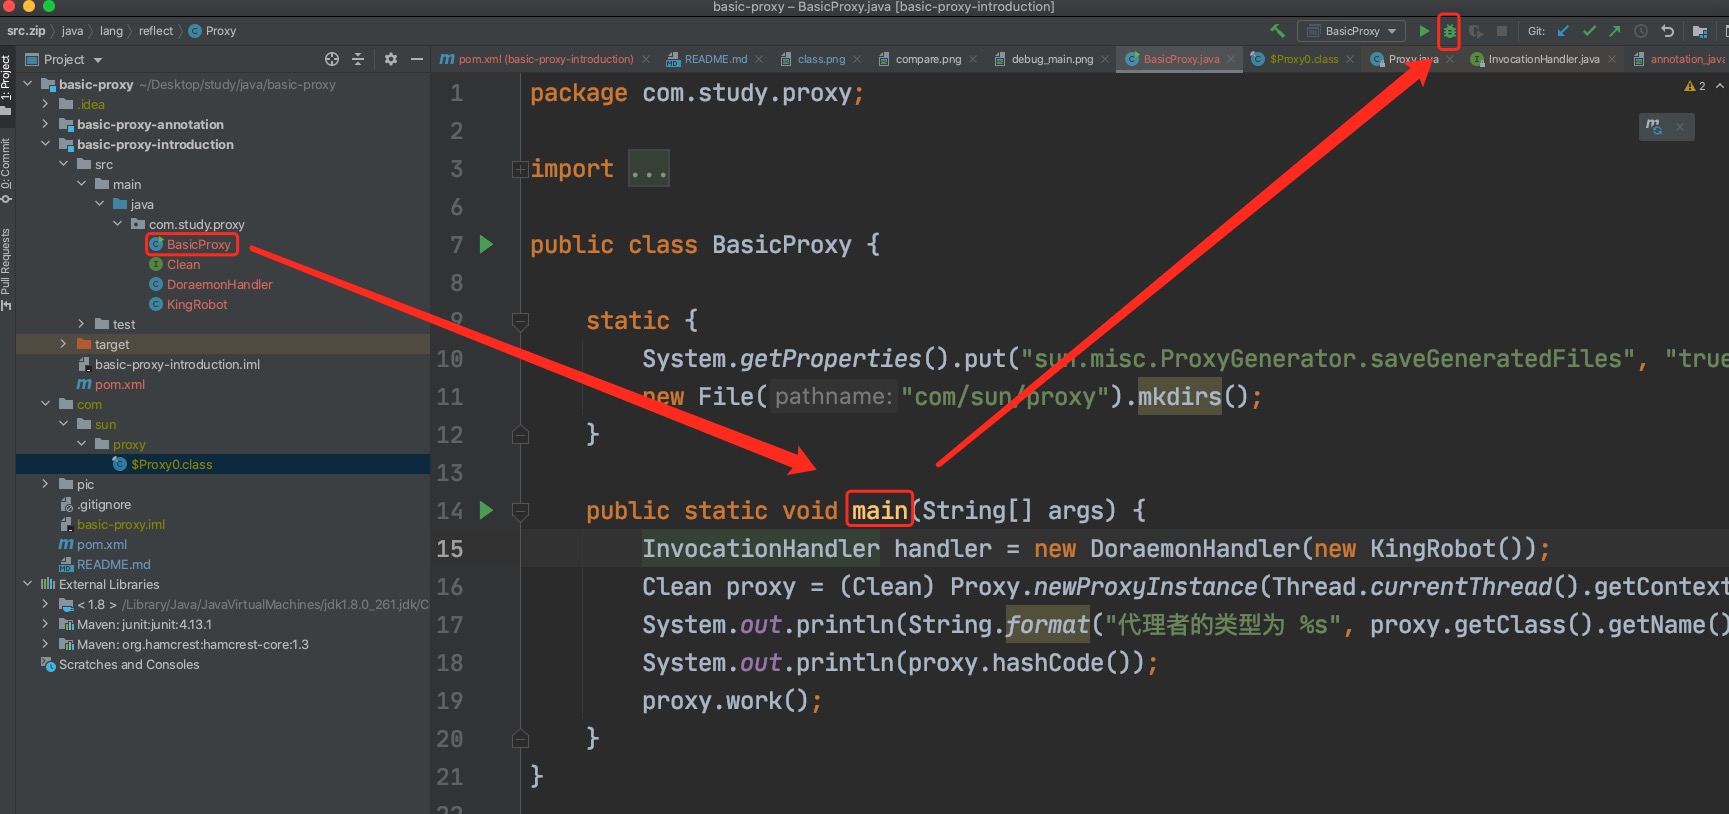 basic-proxy – BasicProxy.java [basic-proxy-introduction]
src.zip java lang reflect Proxy
BasicProxy Git:
Project
pom.xml (basic-proxy-introduction) README.md class.png compare.png debug_main.png BasicProxy.java $Proxy0.class Proxy.java InvocationHandler.java annotation_java
1: Project
0: Commit
Pull Requests
basic-proxy ~/Desktop/study/java/basic-proxy
.idea
basic-proxy-annotation
basic-proxy-introduction
src
main
java
com.study.proxy
BasicProxy
Clean
DoraemonHandler
KingRobot
test
target
basic-proxy-introduction.iml
pom.xml
com
sun
proxy
$Proxy0.class
pic
.gitignore
basic-proxy.iml
pom.xml
README.md
External Libraries
< 1.8 > /Library/Java/JavaVirtualMachines/jdk1.8.0_261.jdk/C
Maven: junit:junit:4.13.1
Maven: org.hamcrest:hamcrest-core:1.3
Scratches and Consoles
2
1 package com.study.proxy;
2
3 import ...
6
7 public class BasicProxy {
8
9 static {
10 System.getProperties().put("sun.misc.ProxyGenerator.saveGeneratedFiles", "true
11 new File( pathname: "com/sun/proxy").mkdirs();
12 }
13
14 public static void main(String[] args) {
15 InvocationHandler handler = new DoraemonHandler(new KingRobot());
16 Clean proxy = (Clean) Proxy.newProxyInstance(Thread.currentThread().getContext
17 System.out.println(String.format("代理者的类型为 %s", proxy.getClass().getName()
18 System.out.println(proxy.hashCode());
19 proxy.work();
20 }
21 }
22